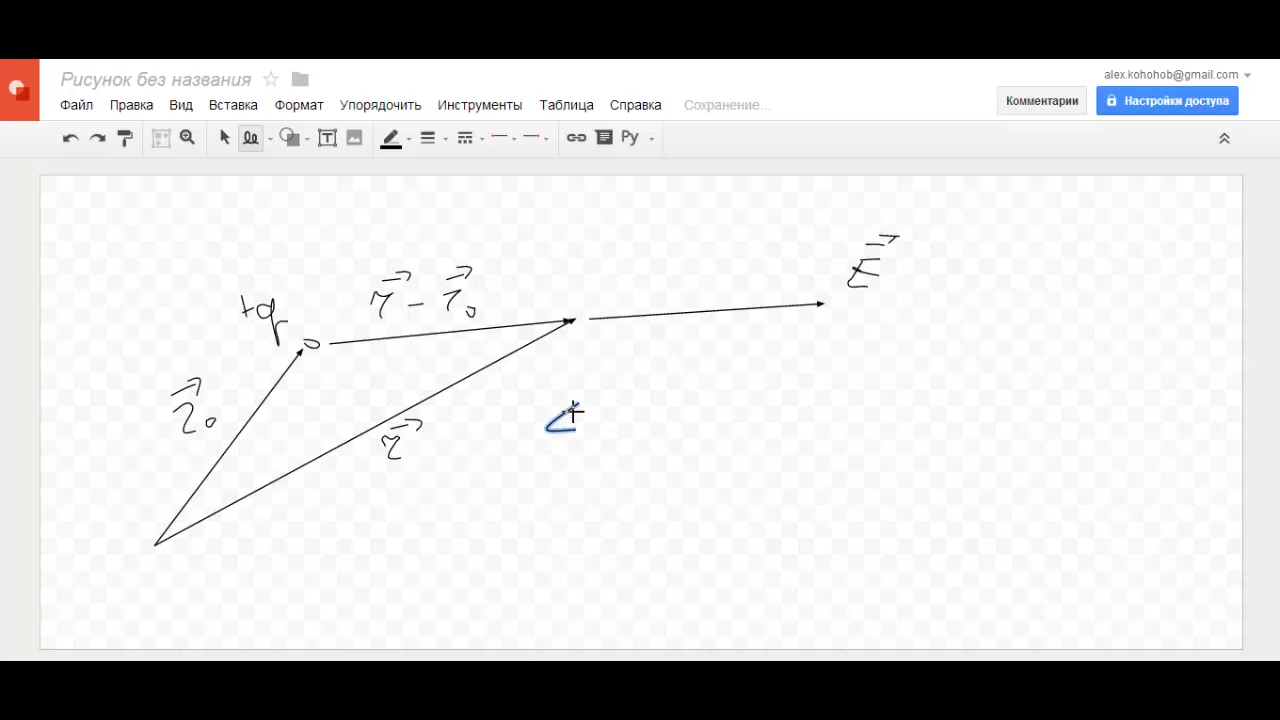 Рисунок без названия
alex.kohohob@gmail.com
Файл Правка Вид Вставка Формат Упорядочить Инструменты Таблица Справка Сохранение...
Комментарии Настройки доступа
Py
E
+q
r - r₀
r₀
r